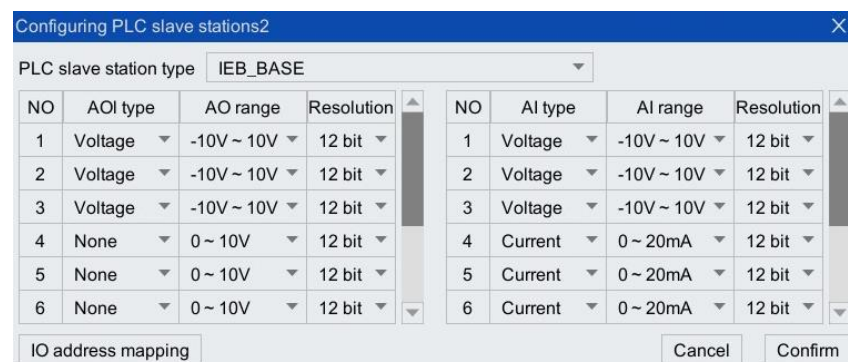 Configuring PLC slave stations2 X
PLC slave station type IEB_BASE
NO AOI type AO range Resolution NO AI type AI range Resolution
1 Voltage -10V ~ 10V 12 bit 1 Voltage -10V ~ 10V 12 bit
2 Voltage -10V ~ 10V 12 bit 2 Voltage -10V ~ 10V 12 bit
3 Voltage -10V ~ 10V 12 bit 3 Voltage -10V ~ 10V 12 bit
4 None 0 ~ 10V 12 bit 4 Current 0 ~ 20mA 12 bit
5 None 0 ~ 10V 12 bit 5 Current 0 ~ 20mA 12 bit
6 None 0 ~ 10V 12 bit 6 Current 0 ~ 20mA 12 bit
IO address mapping Cancel Confirm